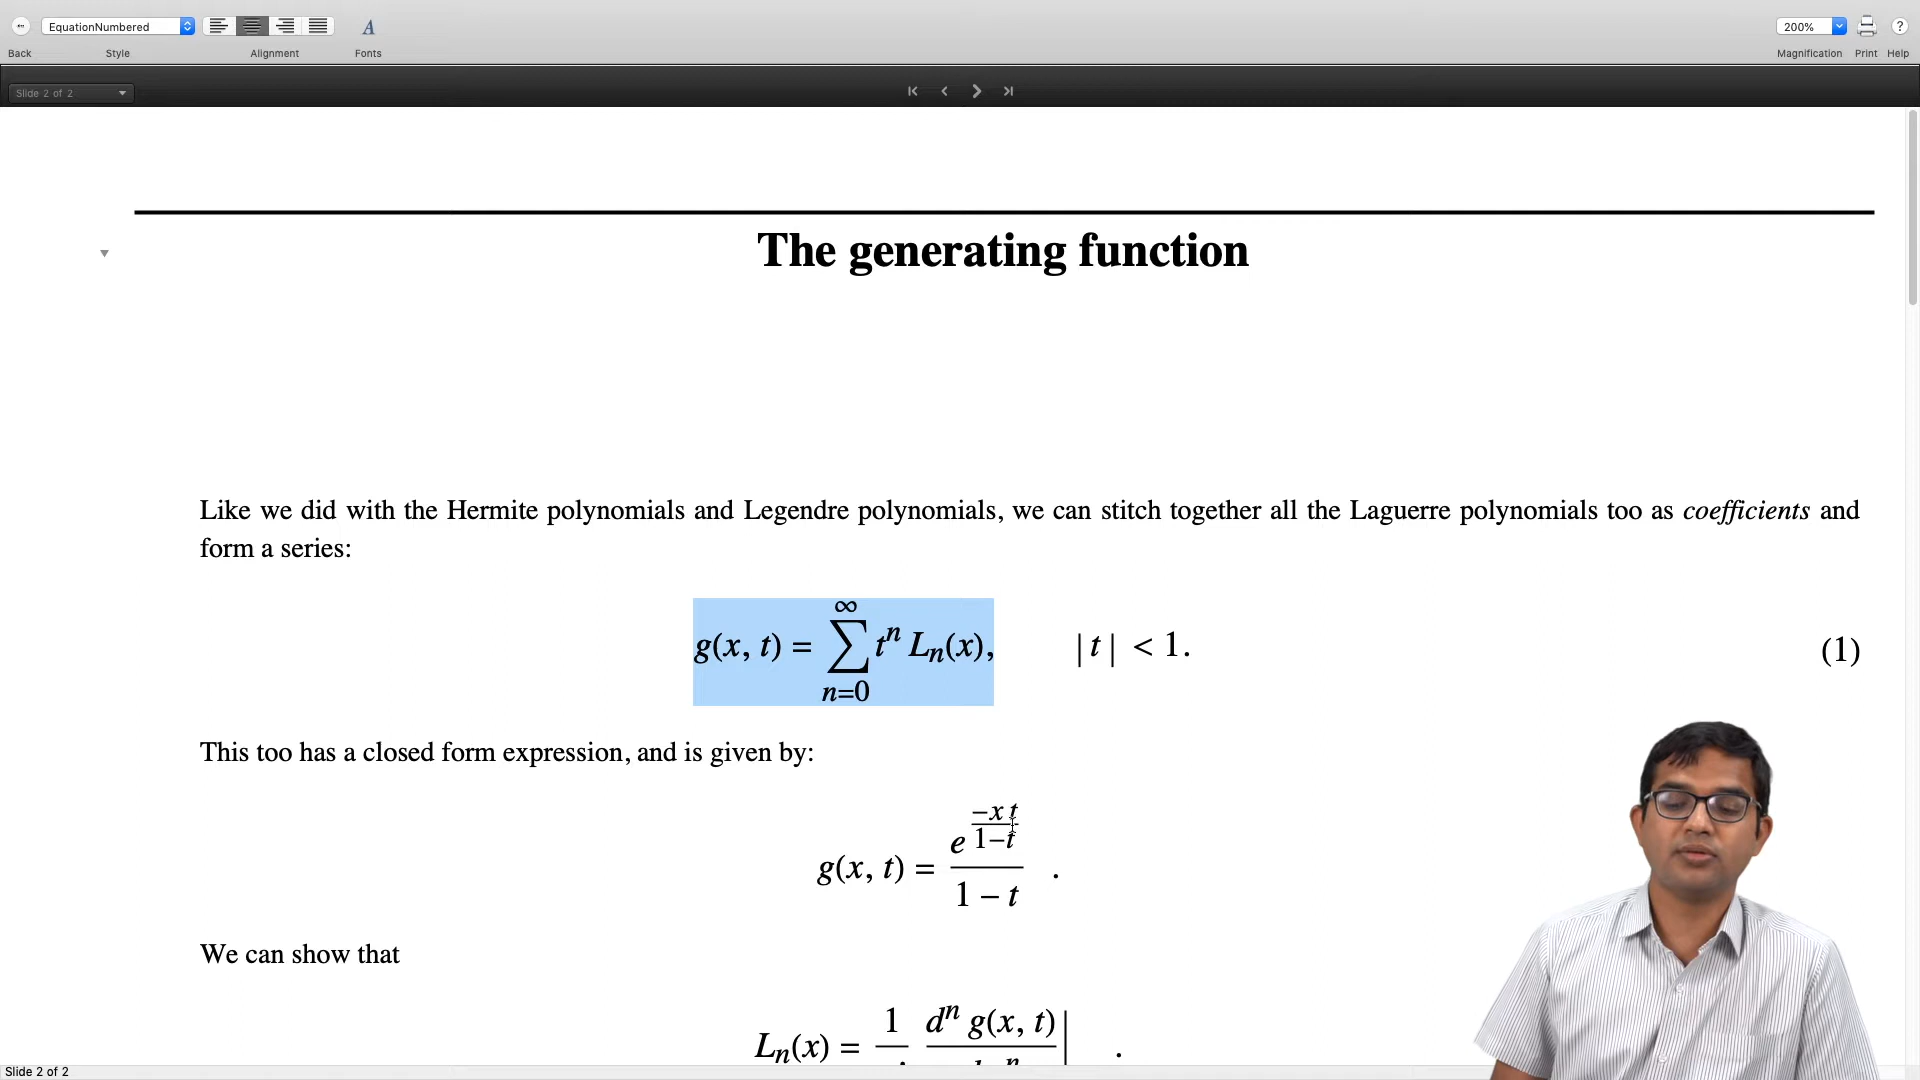 EquationNumbered
200%
Back Style Alignment Fonts Magnification Print Help
Slide 2 of 2
The generating function
Like we did with the Hermite polynomials and Legendre polynomials, we can stitch together all the Laguerre polynomials too as coefficients and
form a series:
g(x, t) = ∑_{n=0}^{∞} t^n L_n(x), |t| < 1. (1)
This too has a closed form expression, and is given by:
g(x, t) = e^{\frac{-x t}{1-t}} / (1 − t) .
We can show that
L_n(x) = 1 d^n g(x, t) | .
Slide 2 of 2